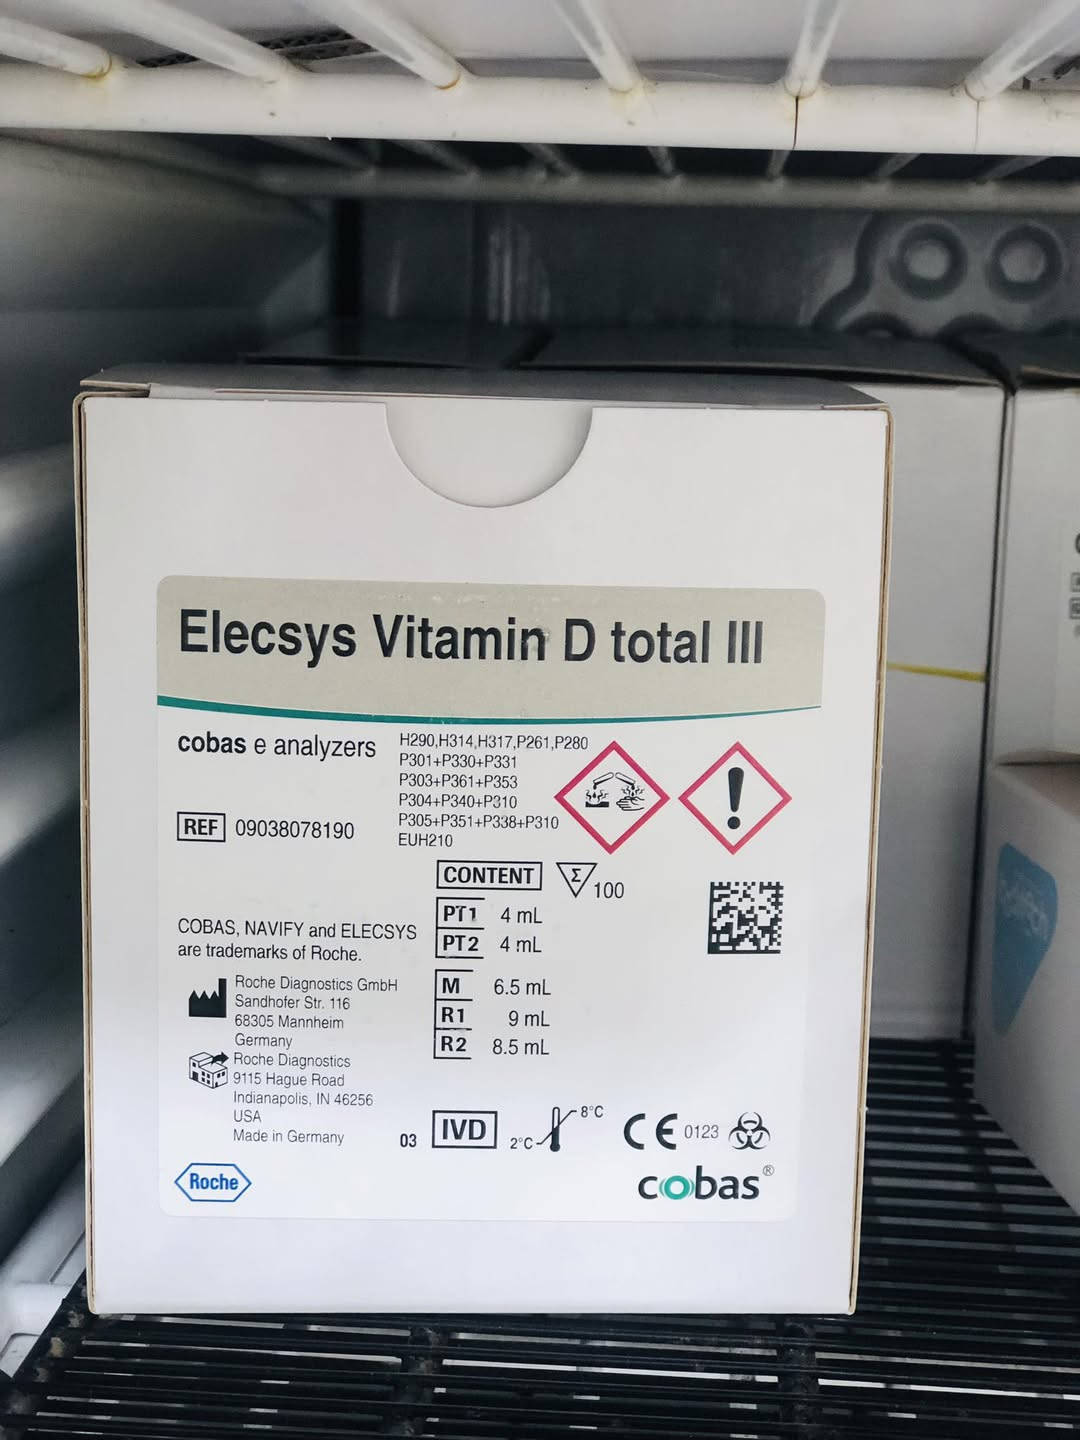 Elecsys Vitamin D total III
cobas e analyzers
H290,H314,H317,P261,P280
P301+P330+P331
P303+P361+P353
P304+P340+P310
P305+P351+P338+P310
EUH210
REF 09038078190
CONTENT Σ 100
PT1 4 mL
PT2 4 mL
M 6.5 mL
R1 9 mL
R2 8.5 mL
COBAS, NAVIFY and ELECSYS
are trademarks of Roche.
Roche Diagnostics GmbH
Sandhofer Str. 116
68305 Mannheim
Germany
Roche Diagnostics
9115 Hague Road
Indianapolis, IN 46256
USA
Made in Germany
03 IVD 2°C 8°C CE 0123
Roche
cobas®